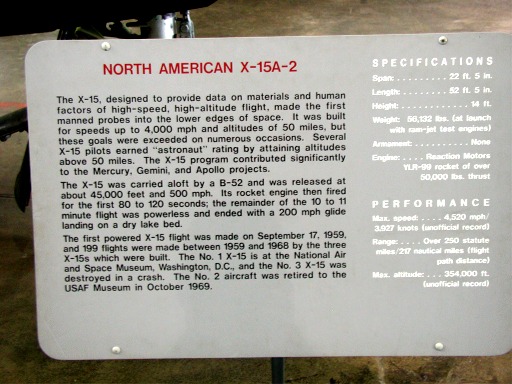 NORTH AMERICAN X-15A-2
The X-15, designed to provide data on materials and human
factors of high-speed, high-altitude flight, made the first
manned probes into the lower edges of space. It was built
for speeds up to 4,000 mph and altitudes of 50 miles, but
these goals were exceeded on numerous occasions. Several
X-15 pilots earned "astronaut" rating by attaining altitudes
above 50 miles. The X-15 program contributed significantly
to the Mercury, Gemini, and Apollo projects.
The X-15 was carried aloft by a B-52 and was released at
about 45,000 feet and 500 mph. Its rocket engine then fired
for the first 80 to 120 seconds; the remainder of the 10 to 11
minute flight was powerless and ended with a 200 mph glide
landing on a dry lake bed.
The first powered X-15 flight was made on September 17, 1959,
and 199 flights were made between 1959 and 1968 by the three
X-15s which were built. The No. 1 X-15 is at the National Air
and Space Museum, Washington, D.C., and the No. 3 X-15 was
destroyed in a crash. The No. 2 aircraft was retired to the
USAF Museum in October 1969.
SPECIFICATIONS
Span: . . . . . . . . . 22 ft. 5 in.
Length: . . . . . . . . 52 ft. 5 in.
Height: . . . . . . . . . . . 14 ft.
Weight: 56,132 lbs. (at launch
with ram-jet test engines)
Armament: . . . . . . . . . None
Engine: . . . . Reaction Motors
YLR-99 rocket of over
50,000 lbs. thrust
PERFORMANCE
Max. speed: . . . . 4,520 mph/
3,927 knots (unofficial record)
Range: . . . . Over 250 statute
miles/217 nautical miles (flight
path distance)
Max. altitude: . . . 354,000 ft.
(unofficial record)